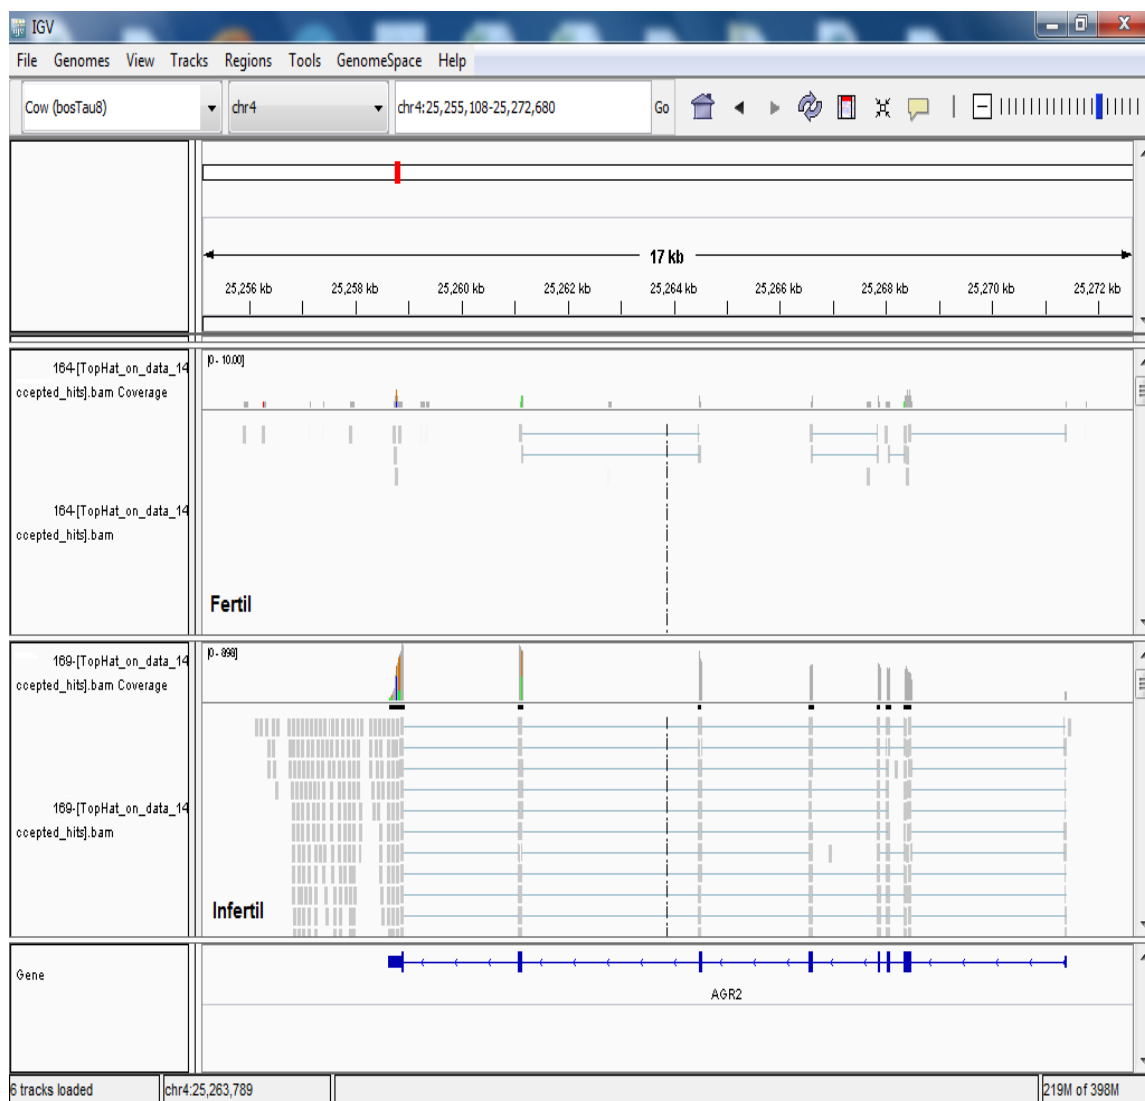 IGV
File Genomes View Tracks Regions Tools GenomeSpace Help
Cow (bosTau8) chr4 chr4:25,255,108-25,272,680 Go
17 kb
25,256 kb 25,258 kb 25,260 kb 25,262 kb 25,264 kb 25,266 kb 25,268 kb 25,270 kb 25,272 kb
164-[TopHat_on_data_14
ccepted_hits].bam Coverage
[0 - 10.00]
164-[TopHat_on_data_14
ccepted_hits].bam
Fertil
169-[TopHat_on_data_14
ccepted_hits].bam Coverage
[0 - 898]
169-[TopHat_on_data_14
ccepted_hits].bam
Infertil
Gene
AGR2
6 tracks loaded chr4:25,263,789 219M of 398M